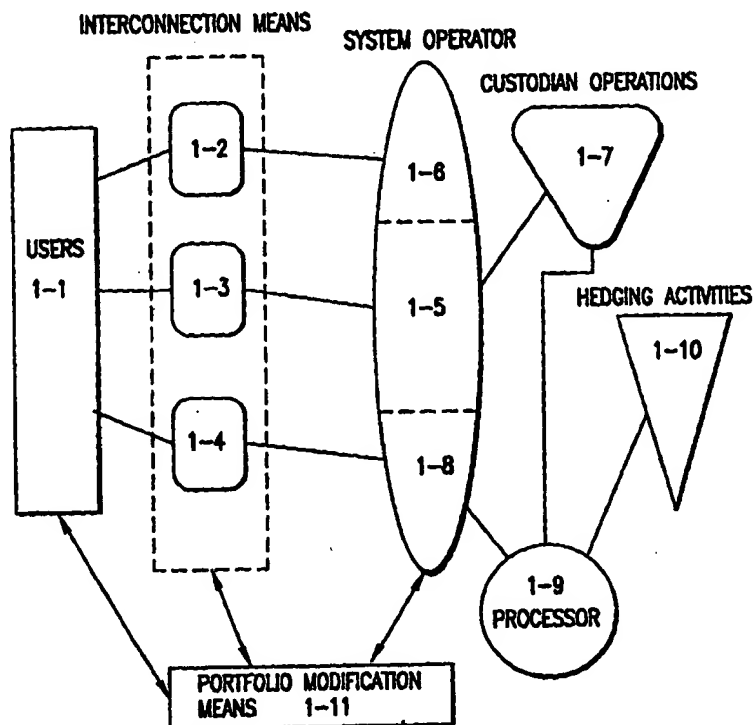 INTERCONNECTION MEANS
SYSTEM OPERATOR
CUSTODIAN OPERATIONS
1-2
1-6
1-7
USERS
1-1
1-3
1-5
HEDGING ACTIVITIES
1-10
1-4
1-8
1-9
PROCESSOR
PORTFOLIO MODIFICATION
MEANS 1-11